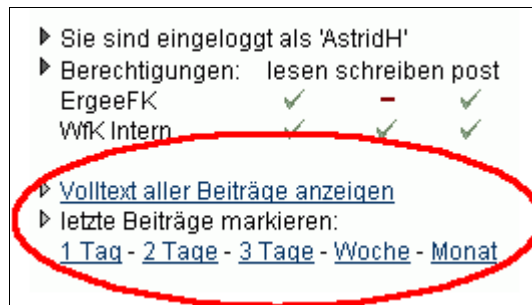 Sie sind eingeloggt als 'AstridH'
Berechtigungen: lesen schreiben post
ErgeeFK
WfK Intern
Volltext aller Beiträge anzeigen
letzte Beiträge markieren:
1 Tag - 2 Tage - 3 Tage - Woche - Monat